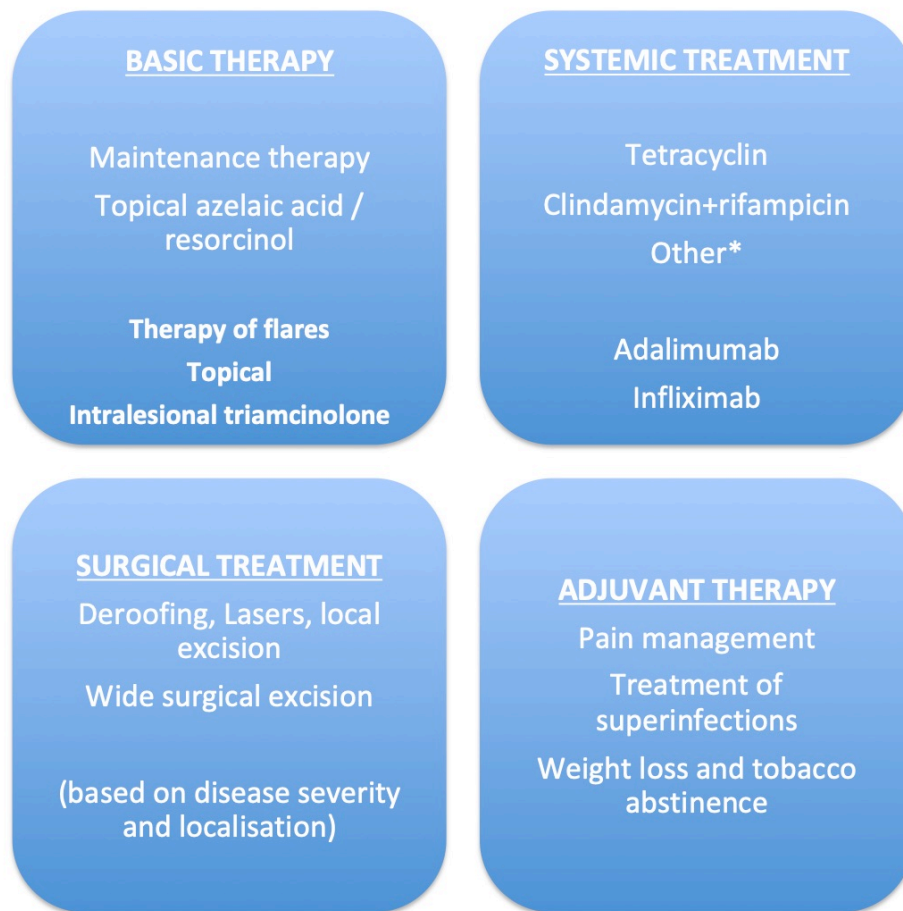 BASIC THERAPY
Maintenance therapy
Topical azelaic acid /
resorcinol
Therapy of flares
Topical
Intralesional triamcinolone
SYSTEMIC TREATMENT
Tetracyclin
Clindamycin+rifampicin
Other*
Adalimumab
Infliximab
SURGICAL TREATMENT
Deroofing, Lasers, local
excision
Wide surgical excision
(based on disease severity
and localisation)
ADJUVANT THERAPY
Pain management
Treatment of
superinfections
Weight loss and tobacco
abstinence